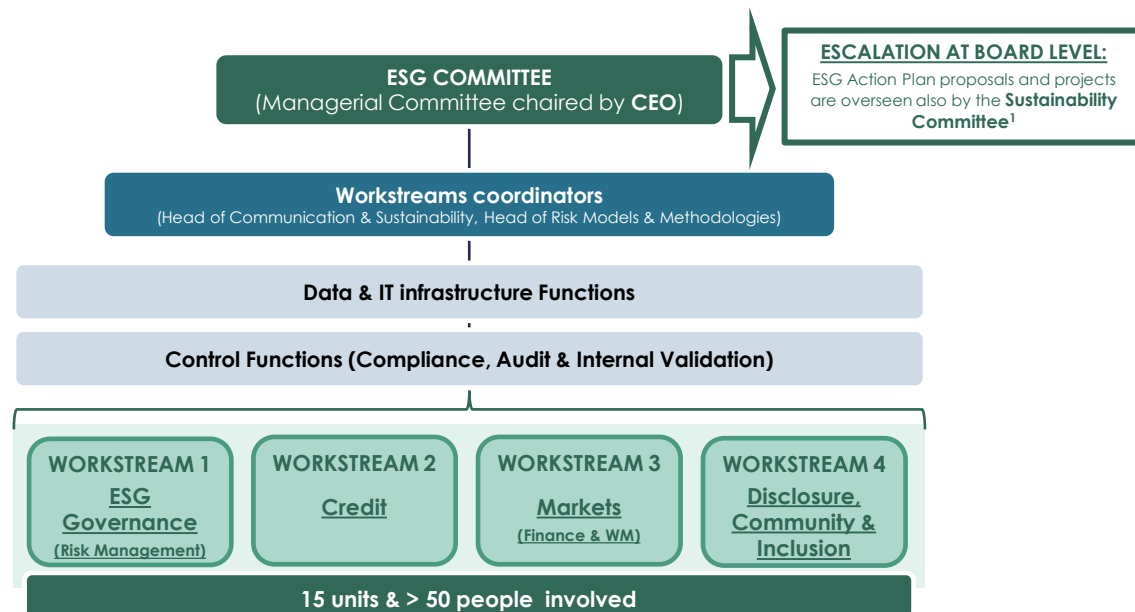 ESG COMMITTEE
(Managerial Committee chaired by CEO)
ESCALATION AT BOARD LEVEL:
ESG Action Plan proposals and projects
are overseen also by the Sustainability
Committee¹
Workstreams coordinators
(Head of Communication & Sustainability, Head of Risk Models & Methodologies)
Data & IT infrastructure Functions
Control Functions (Compliance, Audit & Internal Validation)
WORKSTREAM 1
ESG
Governance
(Risk Management)
WORKSTREAM 2
Credit
WORKSTREAM 3
Markets
(Finance & WM)
WORKSTREAM 4
Disclosure,
Community &
Inclusion
15 units & > 50 people involved